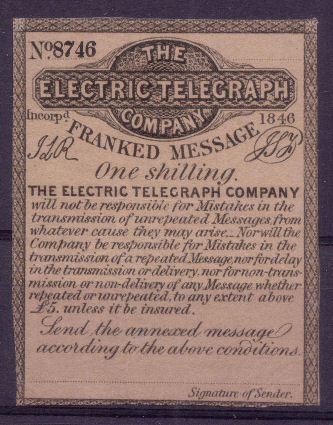 No. 8746
THE
ELECTRIC TELEGRAPH
COMPANY
Incorpd. 1846
FRANKED MESSAGE
One shilling.
THE ELECTRIC TELEGRAPH COMPANY
will not be responsible for Mistakes in the
transmission of unrepeated Messages, from
whatever cause they may arise._ Nor will the
Company be responsible for Mistakes in the
transmission of a repeated Message, nor for delay
in the transmission or delivery, nor for non-trans-
mission or non-delivery of any Message whether
repeated or unrepeated, to any extent above
£5. unless it be insured.
Send the annexed message
according to the above conditions.
Signature of Sender.